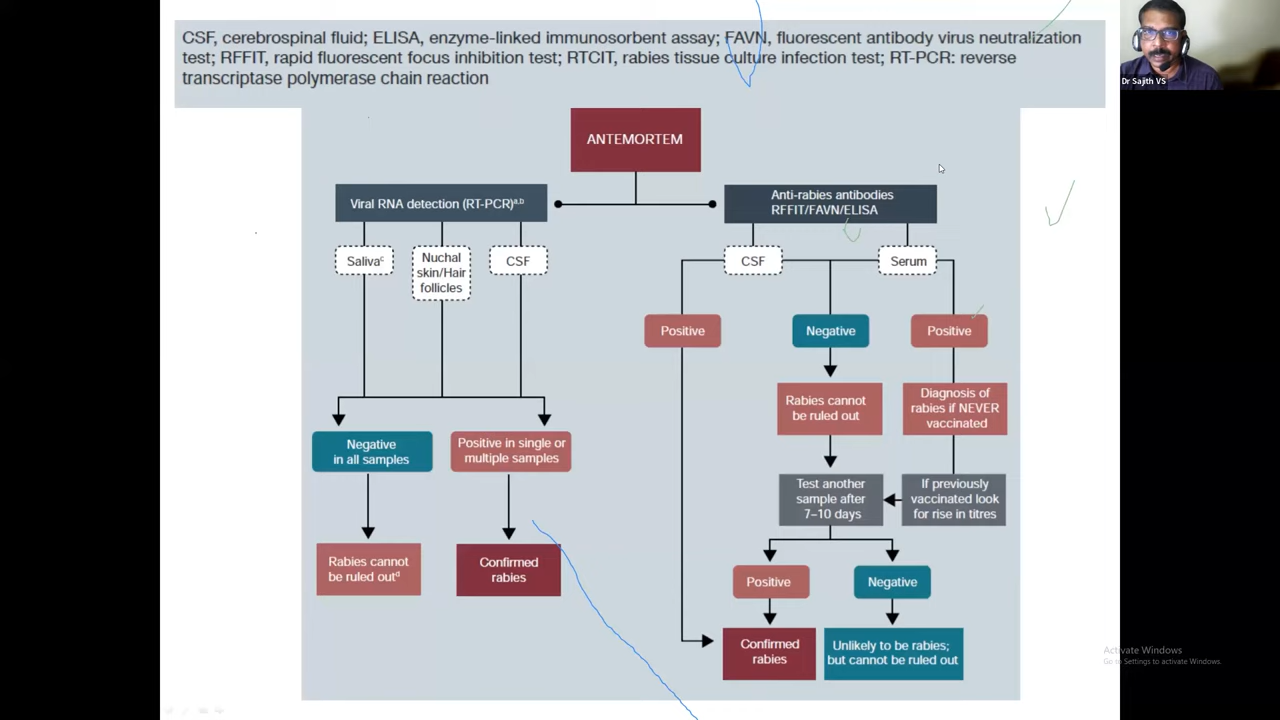 CSF, cerebrospinal fluid; ELISA, enzyme-linked immunosorbent assay; FAVN, fluorescent antibody virus neutralization
test; RFFIT, rapid fluorescent focus inhibition test; RTCIT, rabies tissue culture infection test; RT-PCR: reverse
transcriptase polymerase chain reaction
Dr Sajith VS
ANTEMORTEM
Viral RNA detection (RT-PCR)a,b
Anti-rabies antibodies
RFFIT/FAVN/ELISA
Salivac
Nuchal
skin/Hair
follicles
CSF
CSF
Serum
Positive
Negative
Positive
Rabies cannot
be ruled out
Diagnosis of
rabies if NEVER
vaccinated
Negative
in all samples
Positive in single or
multiple samples
Test another
sample after
7–10 days
If previously
vaccinated look
for rise in titres
Rabies cannot
be ruled outd
Confirmed
rabies
Positive
Negative
Confirmed
rabies
Unlikely to be rabies;
but cannot be ruled out
Activate Windows
Go to Settings to activate Windows.